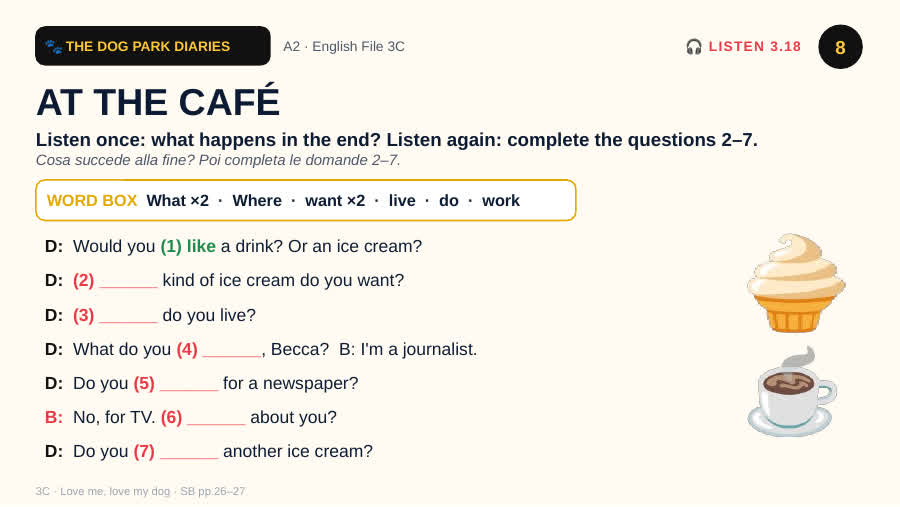 🐾 THE DOG PARK DIARIES
A2 · English File 3C
🎧 LISTEN 3.18
8
AT THE CAFÉ
Listen once: what happens in the end? Listen again: complete the questions 2–7.
Cosa succede alla fine? Poi completa le domande 2–7.
WORD BOX What ×2 · Where · want ×2 · live · do · work
D: Would you (1) like a drink? Or an ice cream?
D: (2) ______ kind of ice cream do you want?
D: (3) ______ do you live?
D: What do you (4) ______, Becca? B: I'm a journalist.
D: Do you (5) ______ for a newspaper?
B: No, for TV. (6) ______ about you?
D: Do you (7) ______ another ice cream?
3C · Love me, love my dog · SB pp.26–27